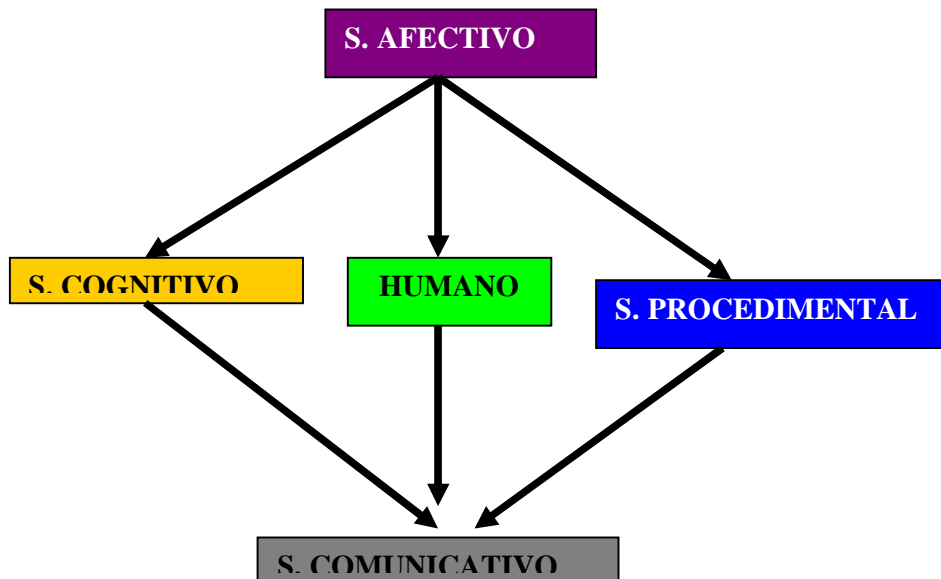 S. AFECTIVO
S. COGNITIVO
HUMANO
S. PROCEDIMENTAL
S. COMUNICATIVO